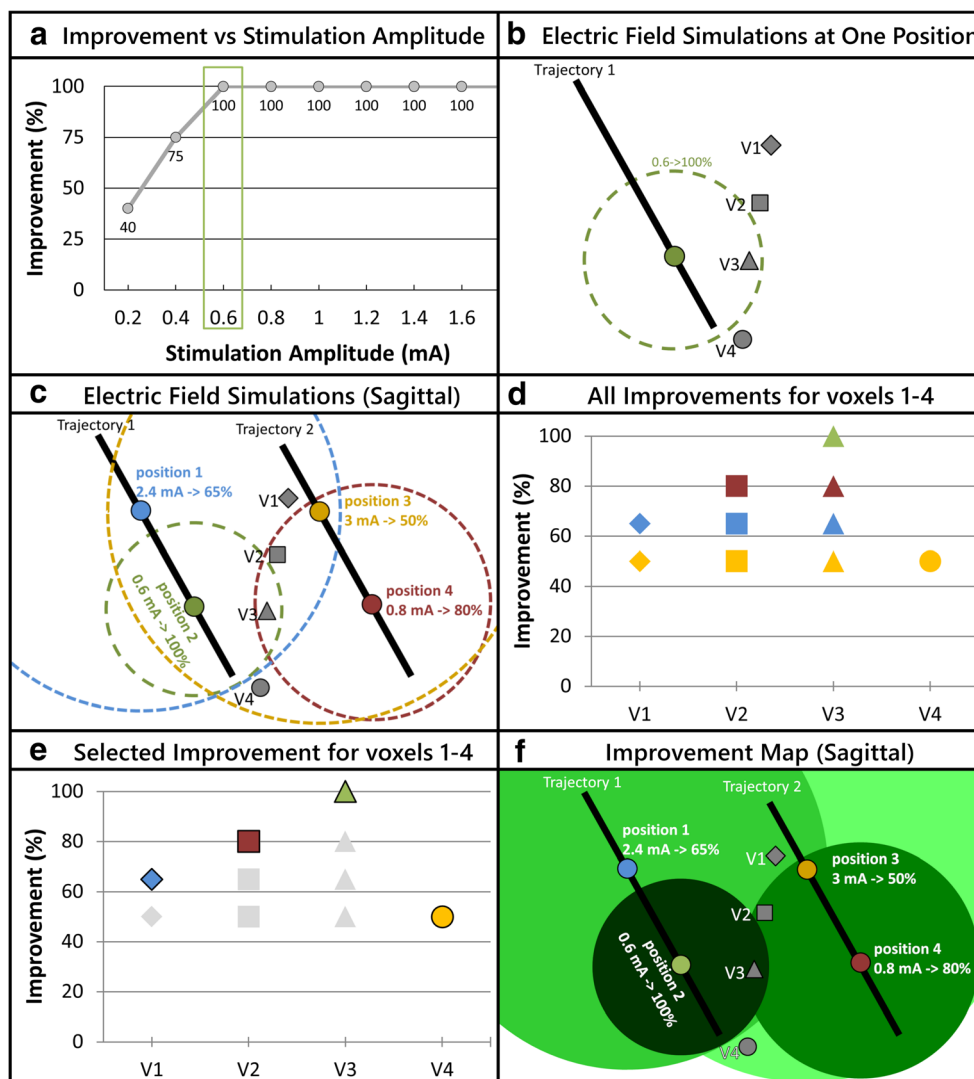 a Improvement vs Stimulation Amplitude
Improvement (%)
100
75
50
25
0
40
75
100 100 100 100 100 100
0.2 0.4 0.6 0.8 1 1.2 1.4 1.6
Stimulation Amplitude (mA)
b Electric Field Simulations at One Position
Trajectory 1
0.6->100%
V1
V2
V3
V4
c Electric Field Simulations (Sagittal)
Trajectory 1
Trajectory 2
position 1
2.4 mA -> 65%
V1
position 3
3 mA -> 50%
V2
position 2
0.6 mA -> 100%
V3
position 4
0.8 mA -> 80%
V4
d All Improvements for voxels 1-4
Improvement (%)
100
80
60
40
20
0
V1 V2 V3 V4
e Selected Improvement for voxels 1-4
Improvement (%)
100
80
60
40
20
0
V1 V2 V3 V4
f Improvement Map (Sagittal)
Trajectory 1
Trajectory 2
position 1
2.4 mA -> 65%
V1
position 3
3 mA -> 50%
V2
position 2
0.6 mA -> 100%
V3
position 4
0.8 mA -> 80%
V4